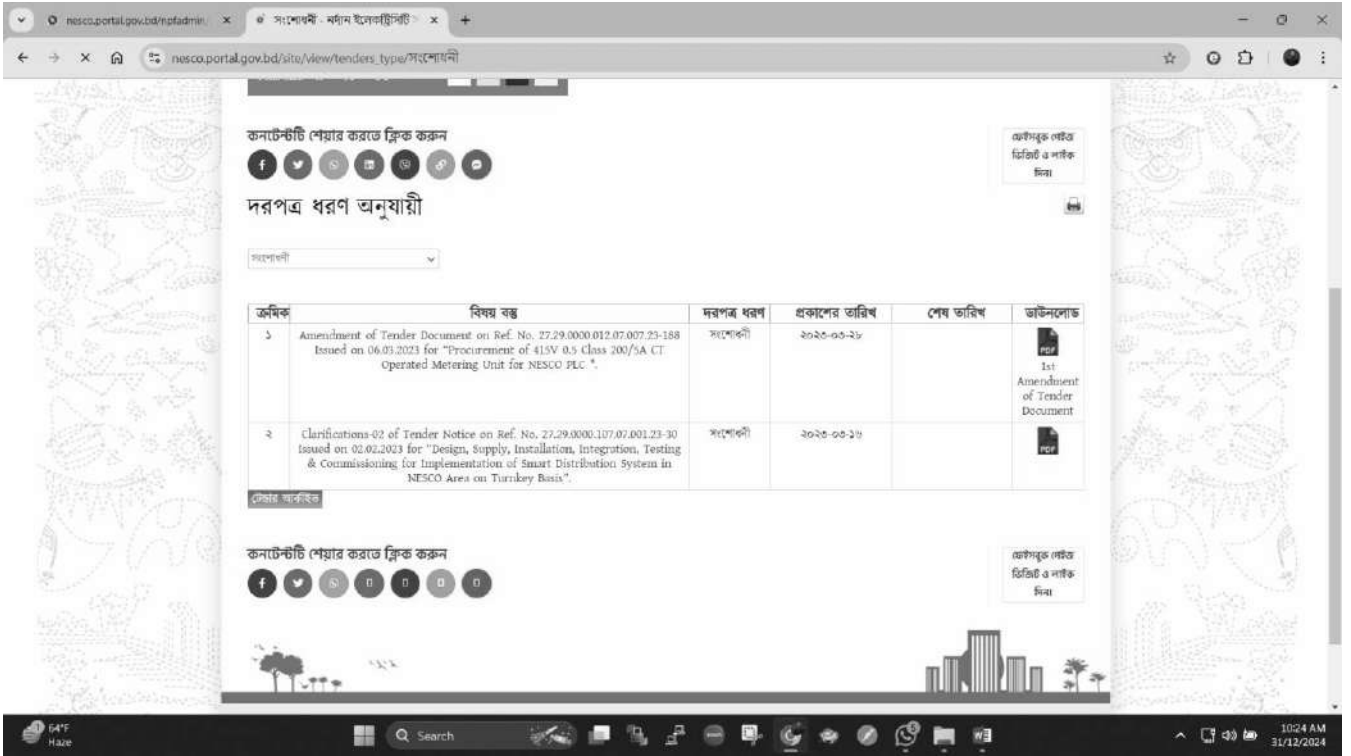 nesco.portal.gov.bd/npfadmin/
সংশোধনী - নর্দান ইলেকট্রিসিটি
nesco.portal.gov.bd/site/view/tenders_type/সংশোধনী
কনটেন্টটি শেয়ার করতে ক্লিক করুন
ফেইসবুক পেইজ
ভিজিট ও লাইক
দিন।
দরপত্র ধরণ অনুযায়ী
সংশোধনী
ক্রমিক বিষয় বস্তু দরপত্র ধরণ প্রকাশের তারিখ শেষ তারিখ ডাউনলোড
১ Amendment of Tender Document on Ref. No. 27.29.0000.012.07.007.23-188 সংশোধনী ২০২৩-০৩-২৮
Issued on 06.03.2023 for "Procurement of 415V 0.5 Class 200/5A CT
Operated Metering Unit for NESCO PLC ".
PDF
1st
Amendment
of Tender
Document
২ Clarifications-02 of Tender Notice on Ref. No. 27.29.0000.107.07.001.23-30 সংশোধনী ২০২৩-০৩-১৬
Issued on 02.02.2023 for "Design, Supply, Installation, Integration, Testing
& Commissioning for Implementation of Smart Distribution System in
NESCO Area on Turnkey Basis".
PDF
টেন্ডার আর্কাইভ
কনটেন্টটি শেয়ার করতে ক্লিক করুন
ফেইসবুক পেইজ
ভিজিট ও লাইক
দিন।
64°F
Haze
Search
10:24 AM
31/12/2024